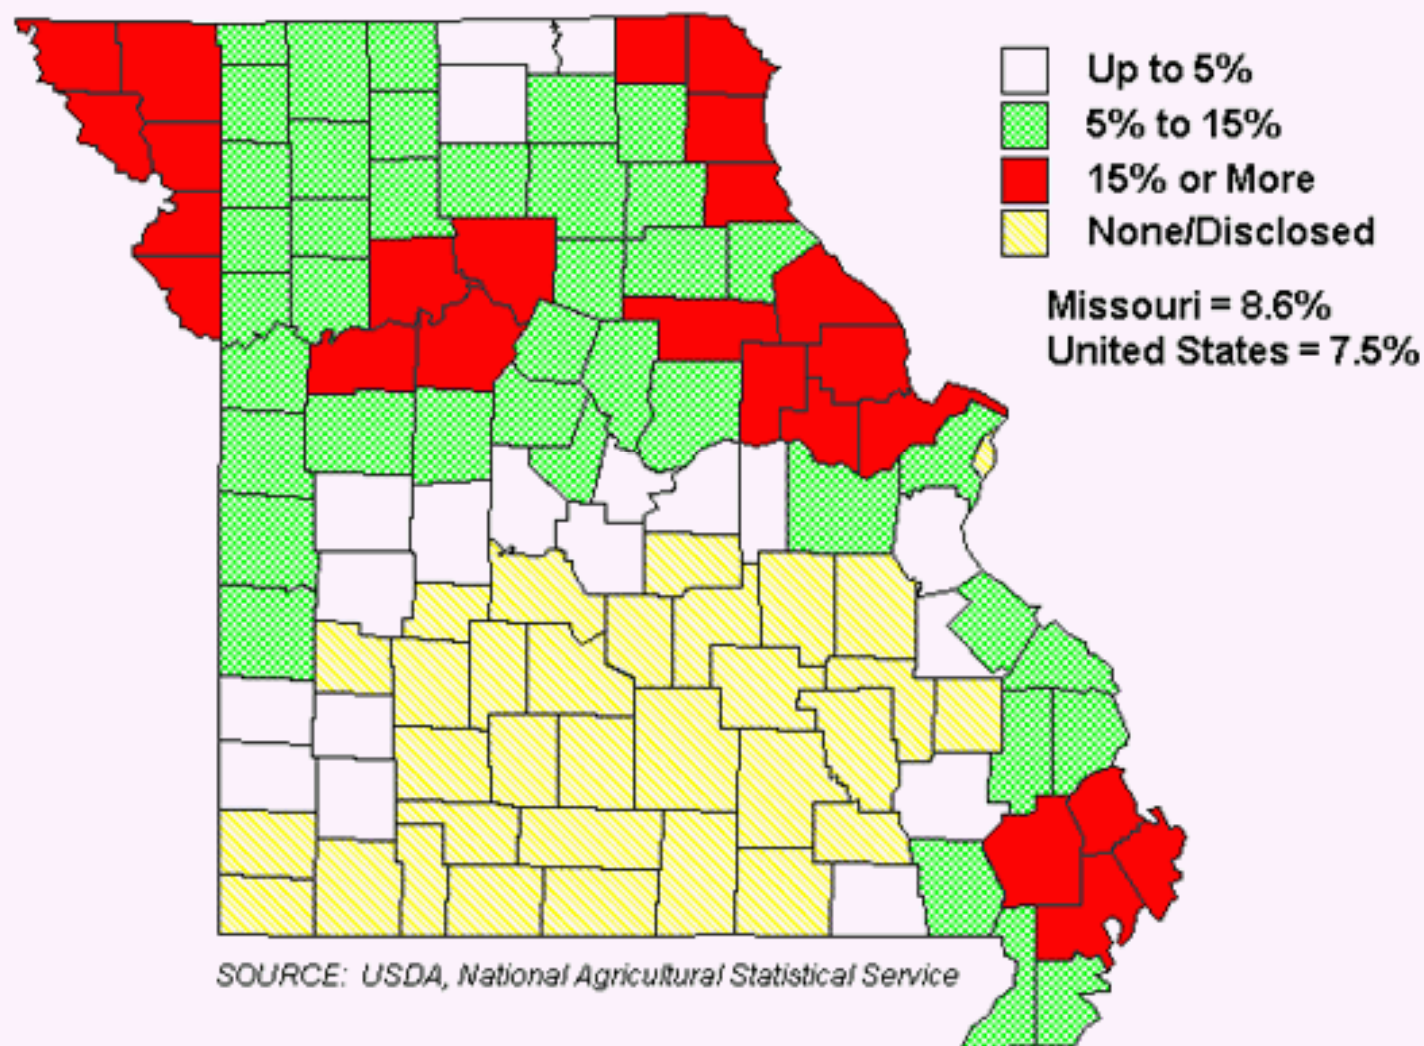 Up to 5%
5% to 15%
15% or More
None/Disclosed
Missouri = 8.6%
United States = 7.5%
SOURCE: USDA, National Agricultural Statistical Service